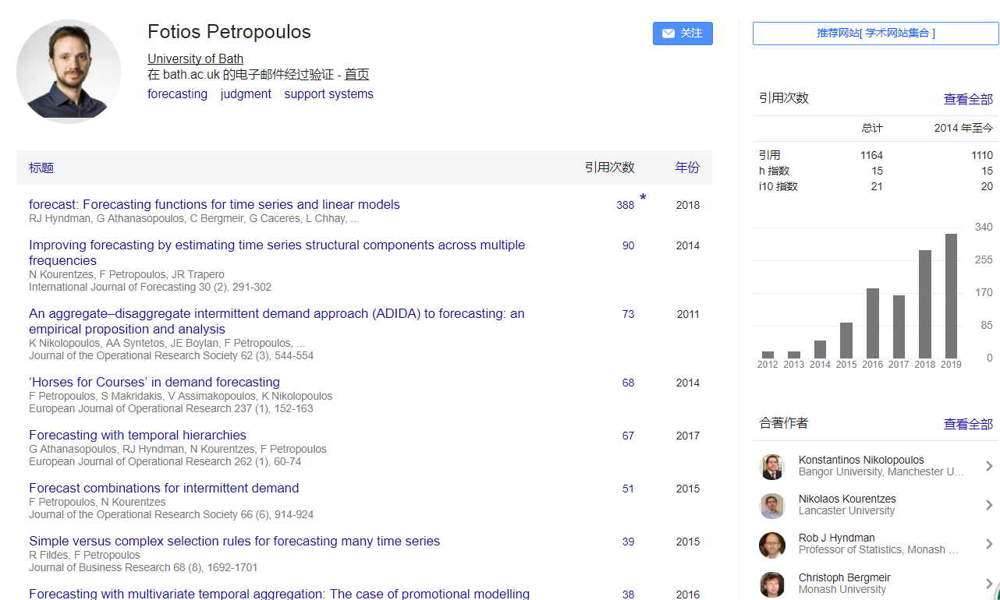 Fotios Petropoulos
关注
University of Bath
在 bath.ac.uk 的电子邮件经过验证 - 首页
forecasting judgment support systems
标题 引用次数 年份
forecast: Forecasting functions for time series and linear models 388 * 2018
RJ Hyndman, G Athanasopoulos, C Bergmeir, G Caceres, L Chhay, ...
Improving forecasting by estimating time series structural components across multiple 90 2014
frequencies
N Kourentzes, F Petropoulos, JR Trapero
International Journal of Forecasting 30 (2), 291-302
An aggregate–disaggregate intermittent demand approach (ADIDA) to forecasting: an 73 2011
empirical proposition and analysis
K Nikolopoulos, AA Syntetos, JE Boylan, F Petropoulos, ...
Journal of the Operational Research Society 62 (3), 544-554
‘Horses for Courses’ in demand forecasting 68 2014
F Petropoulos, S Makridakis, V Assimakopoulos, K Nikolopoulos
European Journal of Operational Research 237 (1), 152-163
Forecasting with temporal hierarchies 67 2017
G Athanasopoulos, RJ Hyndman, N Kourentzes, F Petropoulos
European Journal of Operational Research 262 (1), 60-74
Forecast combinations for intermittent demand 51 2015
F Petropoulos, N Kourentzes
Journal of the Operational Research Society 66 (6), 914-924
Simple versus complex selection rules for forecasting many time series 39 2015
R Fildes, F Petropoulos
Journal of Business Research 68 (8), 1692-1701
Forecasting with multivariate temporal aggregation: The case of promotional modelling 38 2016
推荐网站[ 学术网站集合 ]
引用次数 查看全部
总计 2014 年至今
引用 1164 1110
h 指数 15 15
i10 指数 21 20
340
255
170
85
0
2012 2013 2014 2015 2016 2017 2018 2019
合著作者 查看全部
Konstantinos Nikolopoulos
Bangor University, Manchester U...
Nikolaos Kourentzes
Lancaster University
Rob J Hyndman
Professor of Statistics, Monash ...
Christoph Bergmeir
Monash University